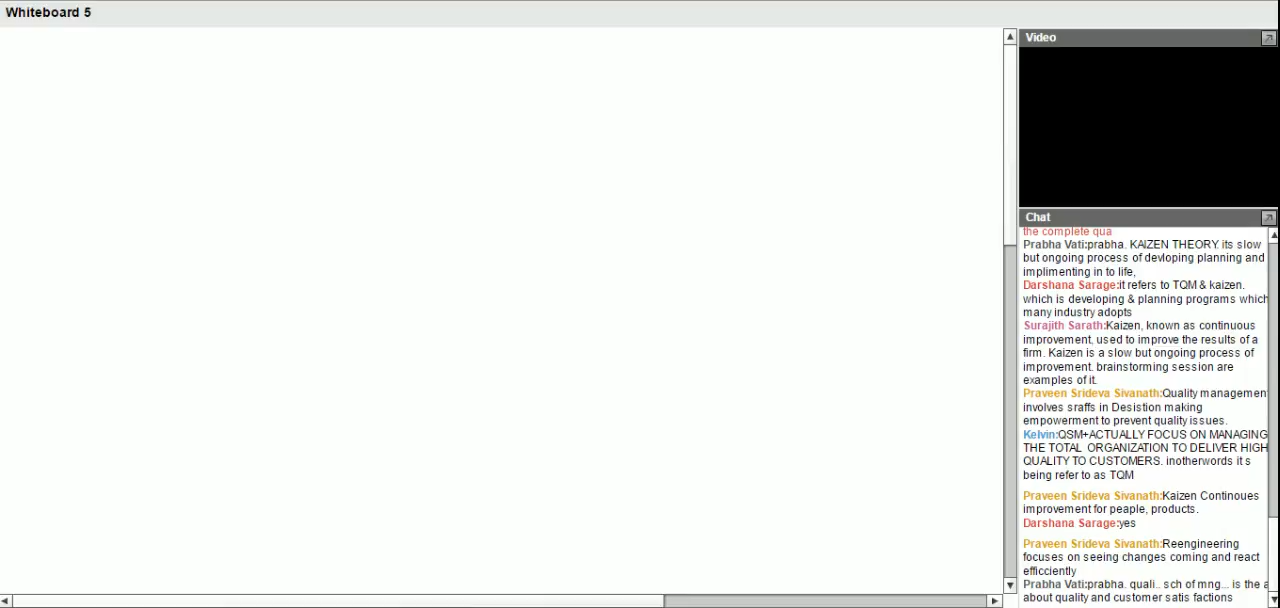 Whiteboard 5
Video
Chat
the complete qua
Prabha Vati:prabha. KAIZEN THEORY. its slow
but ongoing process of devloping planning and
implimenting in to life,
Darshana Sarage:it refers to TQM & kaizen.
which is developing & planning programs which
many industry adopts
Surajith Sarath:Kaizen, known as continuous
improvement, used to improve the results of a
firm. Kaizen is a slow but ongoing process of
improvement. brainstorming session are
examples of it.
Praveen Srideva Sivanath:Quality managemen
involves sraffs in Desistion making
empowerment to prevent quality issues.
Kelvin:QSM+ACTUALLY FOCUS ON MANAGING
THE TOTAL ORGANIZATION TO DELIVER HIGH
QUALITY TO CUSTOMERS. inotherwords it s
being refer to as TQM
Praveen Srideva Sivanath:Kaizen Continoues
improvement for peaple, products.
Darshana Sarage:yes
Praveen Srideva Sivanath:Reengineering
focuses on seeing changes coming and react
efficciently
Prabha Vati:prabha. quali.. sch of mng... is the a
about quality and customer satis factions